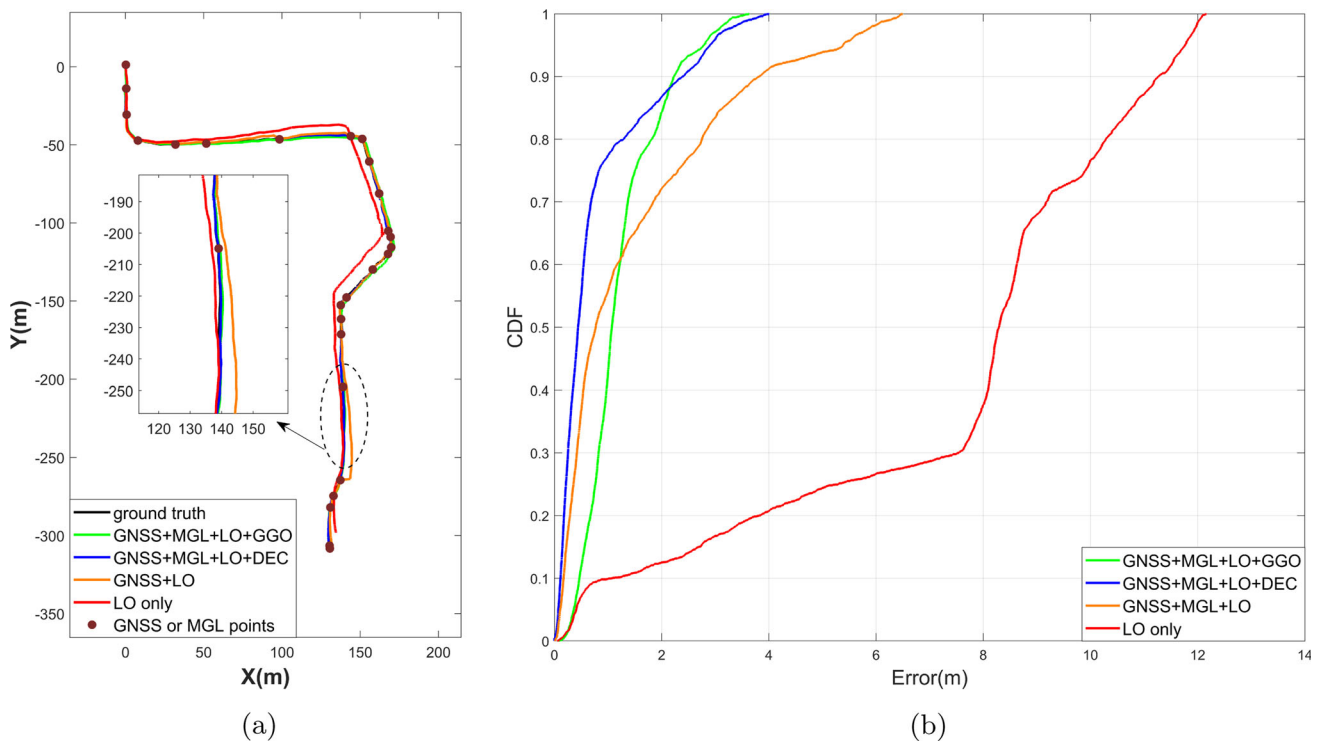 0
-50
-100
-150
-200
-250
-300
-350
Y(m)
-190
-200
-210
-220
-230
-240
-250
120 130 140 150
ground truth
GNSS+MGL+LO+GGO
GNSS+MGL+LO+DEC
GNSS+LO
LO only
GNSS or MGL points
0 50 100 150 200
X(m)
(a)
1
0.9
0.8
0.7
0.6
0.5
0.4
0.3
0.2
0.1
0
CDF
GNSS+MGL+LO+GGO
GNSS+MGL+LO+DEC
GNSS+MGL+LO
LO only
0 2 4 6 8 10 12 14
Error(m)
(b)